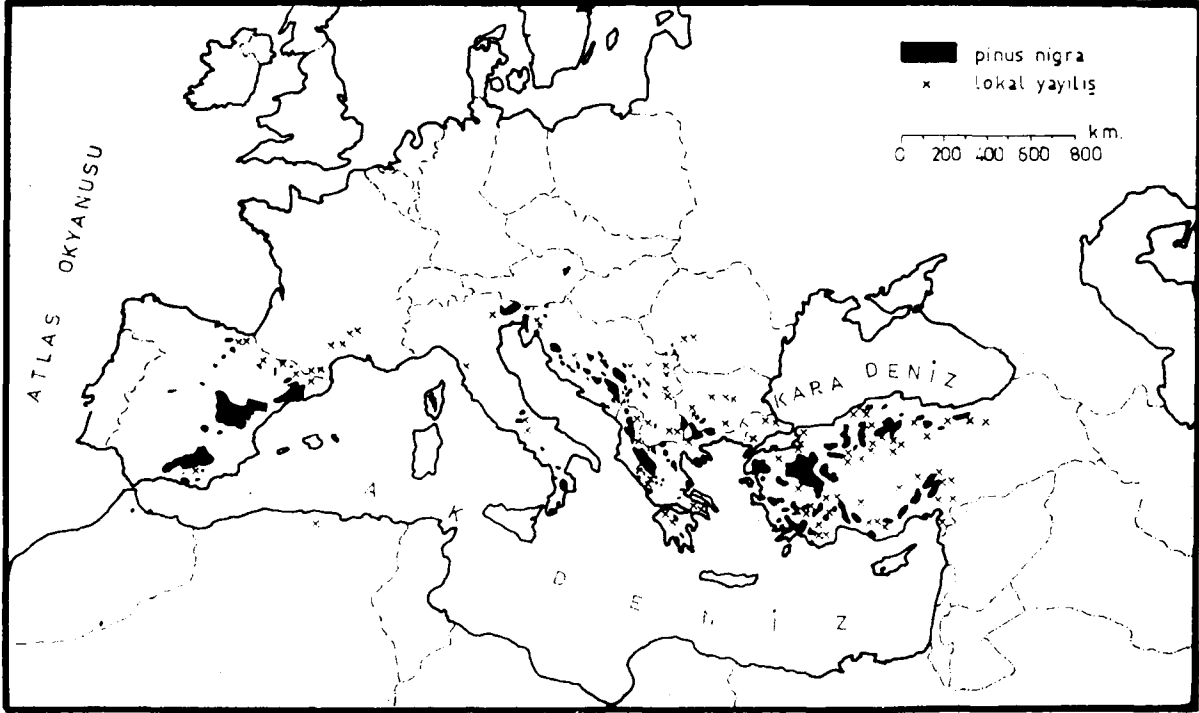 pinus nigra
x lokal yayılış
km.
0 200 400 600 800
ATLAS OKYANUSU
KARA DENİZ
A K D E N İ Z